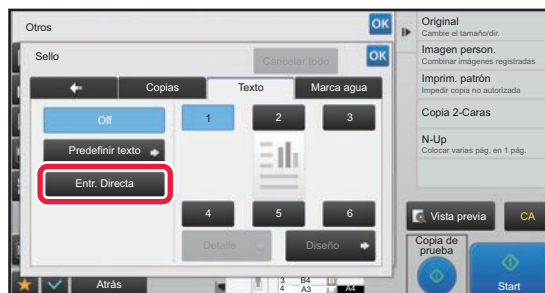 Otros
OK
Sello
Cancelar todo
OK
Copias
Texto
Marca agua
Off
1
2
3
Predefinir texto
Entr. Directa
4
5
6
Detalle
Diseño
Atrás
3 B4
4 A3
A4
Original
Cambie el tamaño/dir.
Imagen person.
Combinar imágenes registradas
Imprim. patrón
Impedir copia no autorizada
Copia 2-Caras
N-Up
Colocar varias pág. en 1 pág.
Vista previa
CA
Copia de
prueba
Start